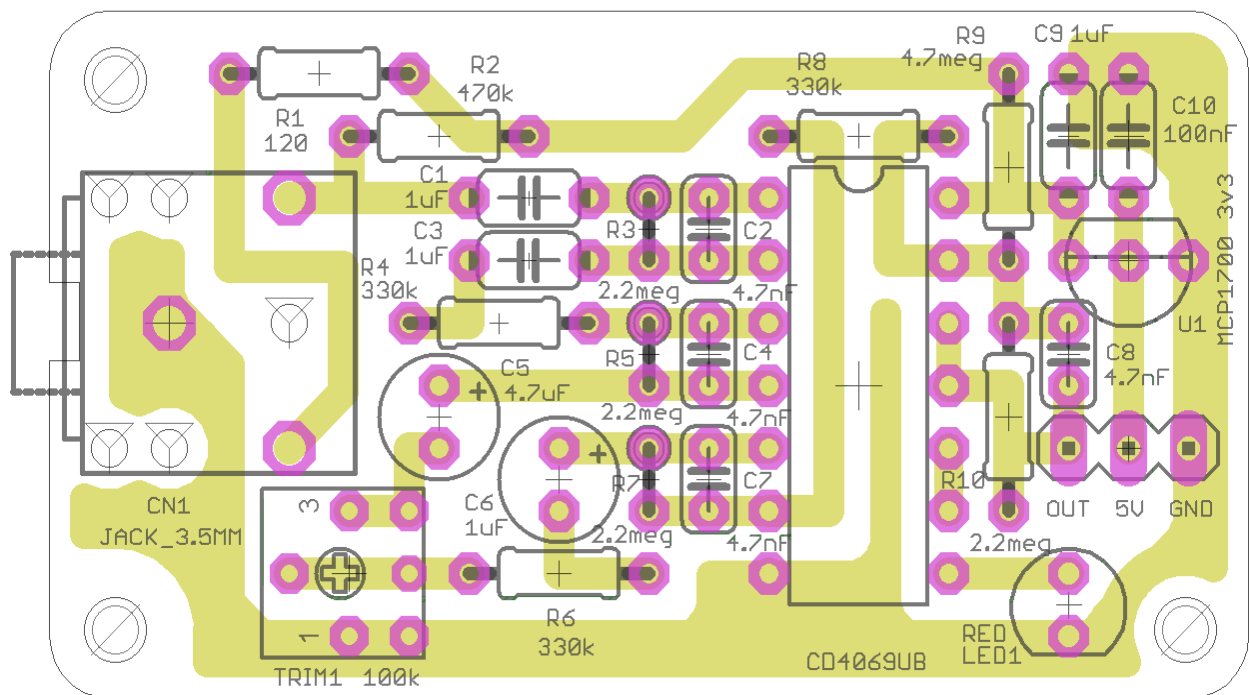 C9 1uF
R9
4.7meg
R2
470k
R8
330k
C10
100nF
R1
120
C1
1uF
C3
1uF
R3
C2
R4
330k
2.2meg
4.7nF
MCP1700 3v3
U1
C5
4.7uF
R5
C4
C8
4.7nF
2.2meg
4.7nF
+
+
CN1
JACK_3.5MM
3
C6
1uF
R7
C7
R10
OUT
5V
GND
2.2meg
4.7nF
2.2meg
1
R6
330k
RED
LED1
CD4069UB
TRIM1 100k